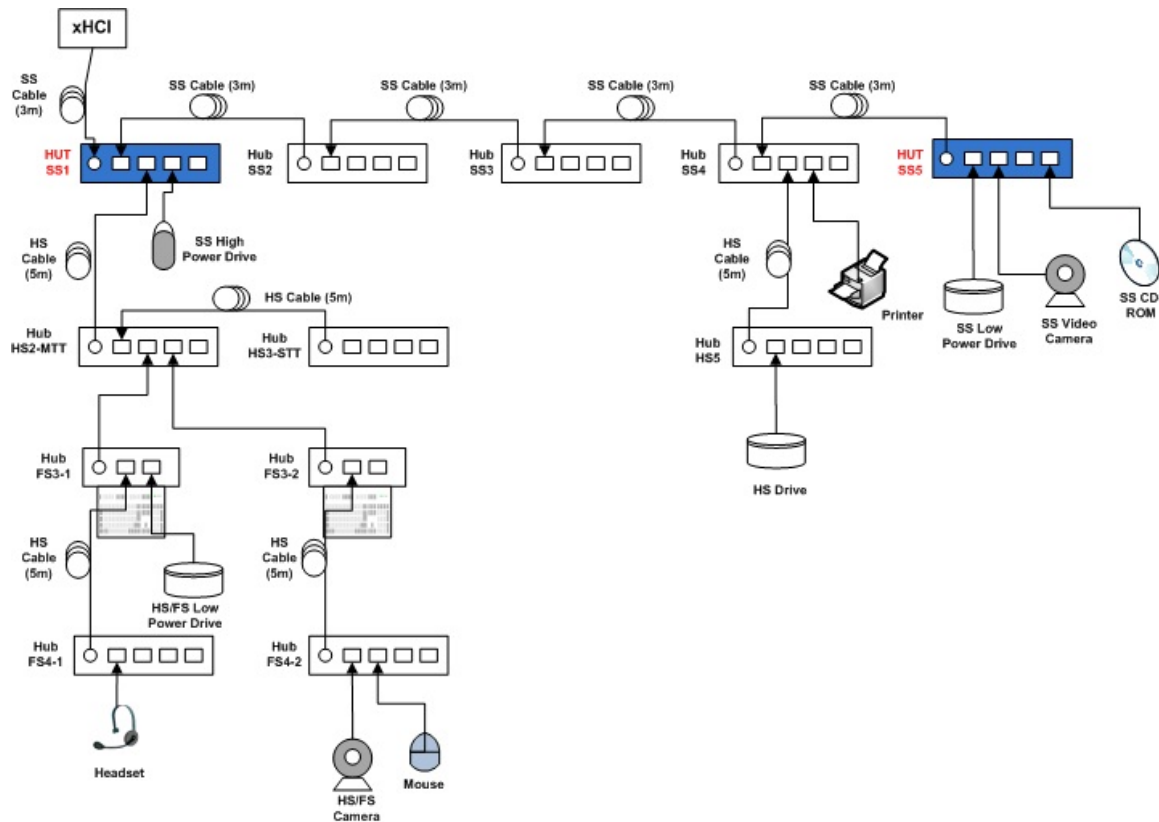 xHCI
SS
Cable
(3m)
SS Cable (3m)
SS Cable (3m)
SS Cable (3m)
SS Cable (3m)
HUT
SS1
Hub
SS2
Hub
SS3
Hub
SS4
HUT
SS5
HS
Cable
(5m)
SS High
Power Drive
HS
Cable
(5m)
Printer
SS Low
Power Drive
SS Video
Camera
SS CD
ROM
HS Cable (5m)
Hub
HS2-MTT
Hub
HS3-STT
Hub
HS5
Hub
FS3-1
Hub
FS3-2
HS Drive
HS
Cable
(5m)
HS
Cable
(5m)
HS/FS Low
Power Drive
Hub
FS4-1
Hub
FS4-2
Headset
HS/FS
Camera
Mouse